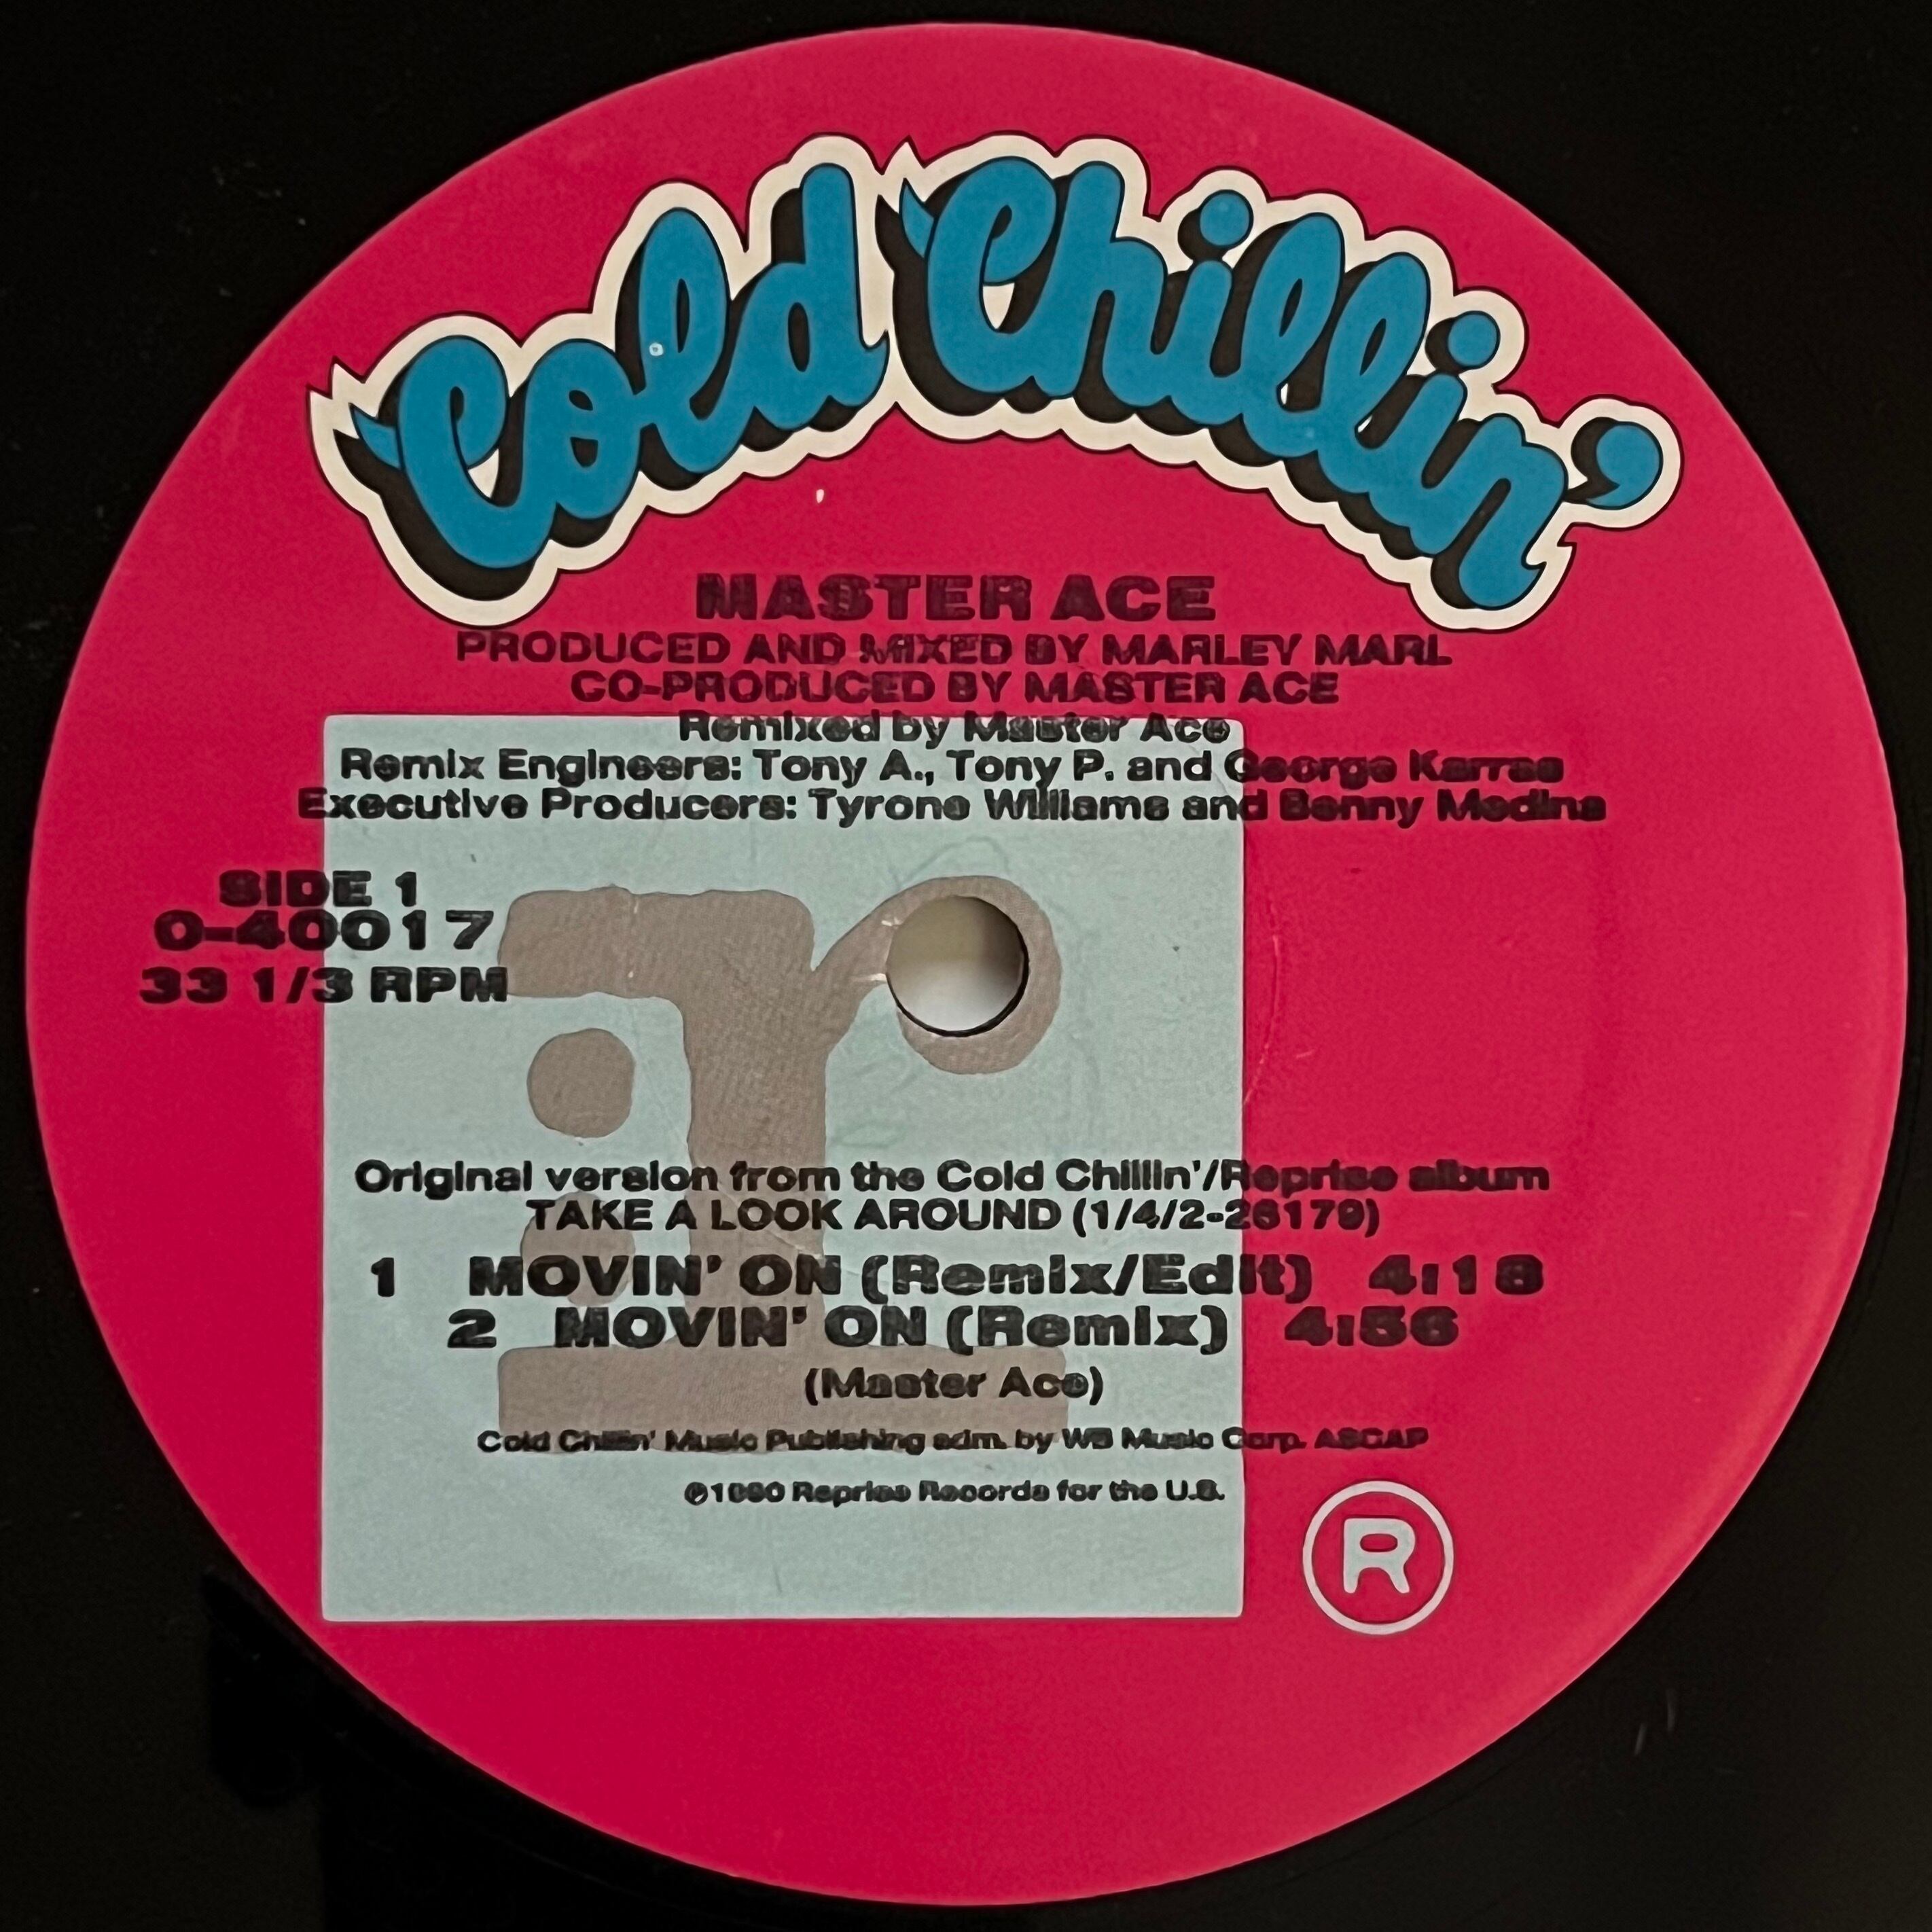 Cold Chillin'
MASTER ACE
PRODUCED AND MIXED BY MARLEY MARL
CO-PRODUCED BY MASTER ACE
Remixed by Master Ace
Remix Engineers: Tony A., Tony P. and George Karras
Executive Producers: Tyrone Williams and Benny Medina
SIDE 1
0-40017
33 1/3 RPM
r:
Original version from the Cold Chillin'/Reprise album
TAKE A LOOK AROUND (1/4/2-26179)
1 MOVIN' ON (Remix/Edit) 4:18
2 MOVIN' ON (Remix) 4:56
(Master Ace)
Cold Chillin' Music Publishing adm. by WB Music Corp. ASCAP
℗1990 Reprise Records for the U.S.
R